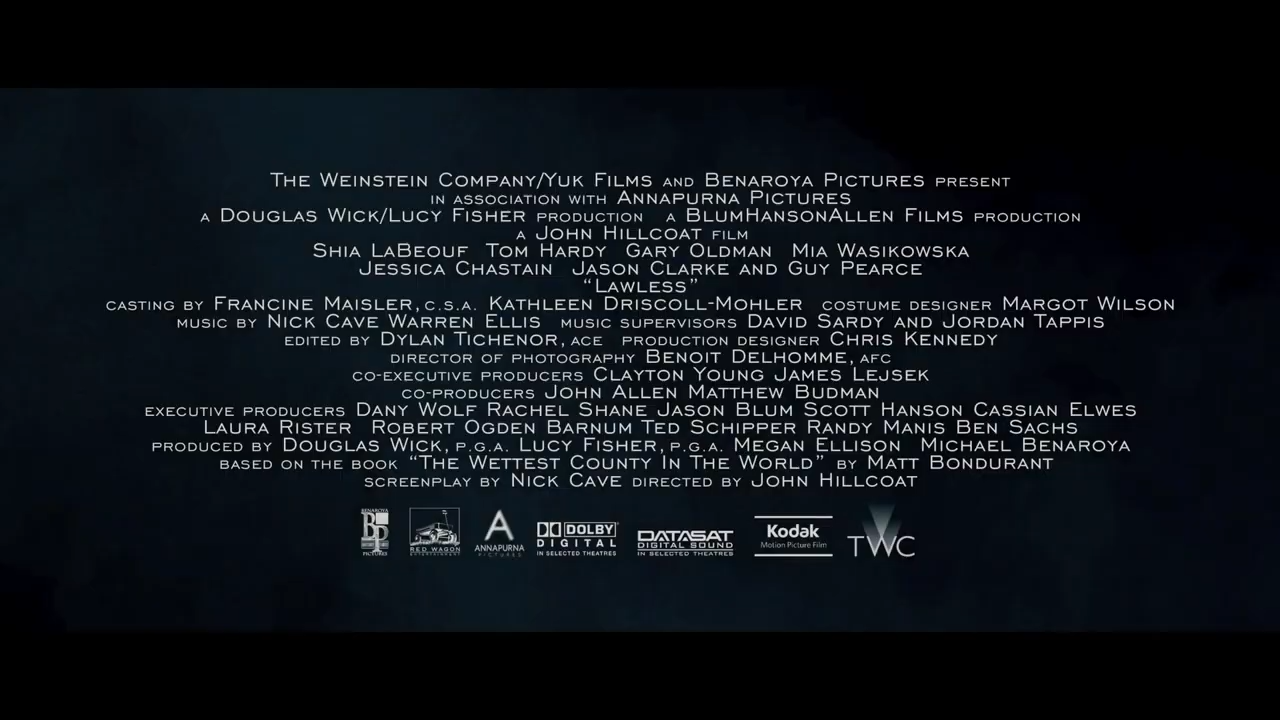 THE WEINSTEIN COMPANY/YUK FILMS AND BENAROYA PICTURES PRESENT
IN ASSOCIATION WITH ANNAPURNA PICTURES
A DOUGLAS WICK/LUCY FISHER PRODUCTION A BLUMHANSONALLEN FILMS PRODUCTION
A JOHN HILLCOAT FILM
SHIA LABEOUF TOM HARDY GARY OLDMAN MIA WASIKOWSKA
JESSICA CHASTAIN JASON CLARKE AND GUY PEARCE
“LAWLESS”
CASTING BY FRANCINE MAISLER, C.S.A. KATHLEEN DRISCOLL-MOHLER COSTUME DESIGNER MARGOT WILSON
MUSIC BY NICK CAVE WARREN ELLIS MUSIC SUPERVISORS DAVID SARDY AND JORDAN TAPPIS
EDITED BY DYLAN TICHENOR, ACE PRODUCTION DESIGNER CHRIS KENNEDY
DIRECTOR OF PHOTOGRAPHY BENOIT DELHOMME, AFC
CO-EXECUTIVE PRODUCERS CLAYTON YOUNG JAMES LEJSEK
CO-PRODUCERS JOHN ALLEN MATTHEW BUDMAN
EXECUTIVE PRODUCERS DANY WOLF RACHEL SHANE JASON BLUM SCOTT HANSON CASSIAN ELWES
LAURA RISTER ROBERT OGDEN BARNUM TED SCHIPPER RANDY MANIS BEN SACHS
PRODUCED BY DOUGLAS WICK, P.G.A. LUCY FISHER, P.G.A. MEGAN ELLISON MICHAEL BENAROYA
BASED ON THE BOOK “THE WETTEST COUNTY IN THE WORLD” BY MATT BONDURANT
SCREENPLAY BY NICK CAVE DIRECTED BY JOHN HILLCOAT
BENAROYA
BP
PICTURES
RED WAGON
ENTERTAINMENT
A
ANNAPURNA
PICTURES
DOLBY
DIGITAL
IN SELECTED THEATRES
DATASAT
DIGITAL SOUND
IN SELECTED THEATRES
Kodak
Motion Picture Film
TWC